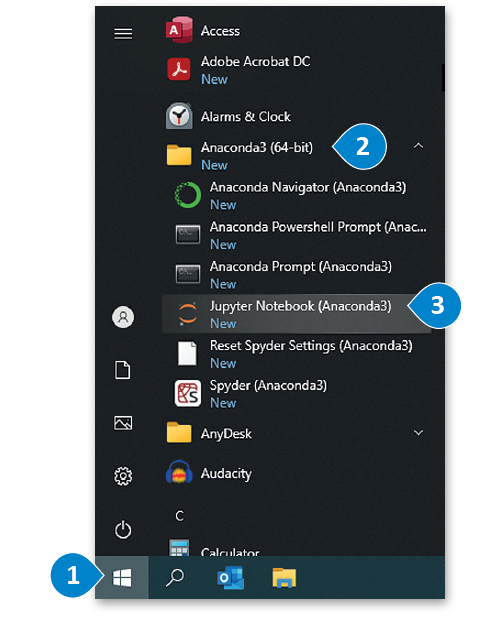 Access
Adobe Acrobat DC
New
Alarms & Clock
Anaconda3 (64-bit)
New
2
Anaconda Navigator (Anaconda3)
New
Anaconda Powershell Prompt (Anac...
New
Anaconda Prompt (Anaconda3)
New
Jupyter Notebook (Anaconda3)
New
3
Reset Spyder Settings (Anaconda3)
New
Spyder (Anaconda3)
New
AnyDesk
Audacity
C
Calculator
1